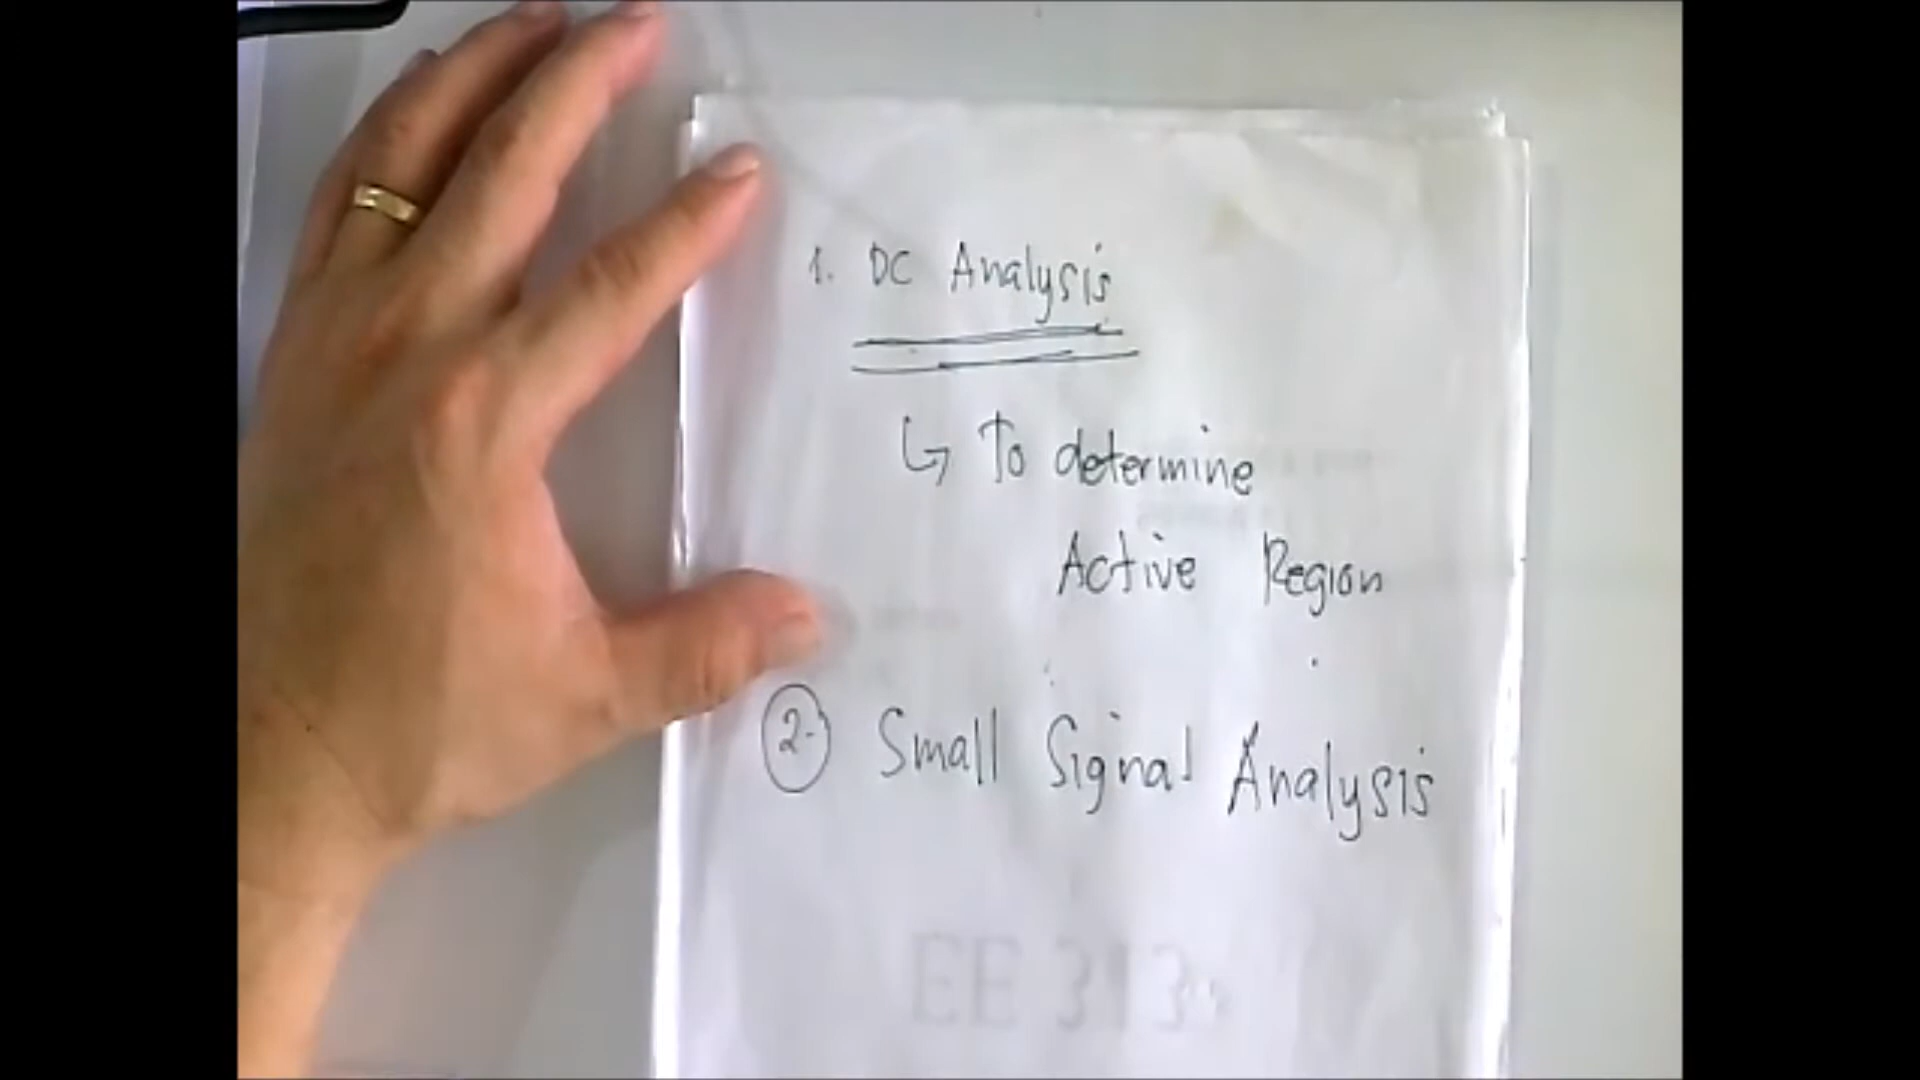 1. DC Analysis
↳ To determine
Active Region
2. Small Signal Analysis
EE 313